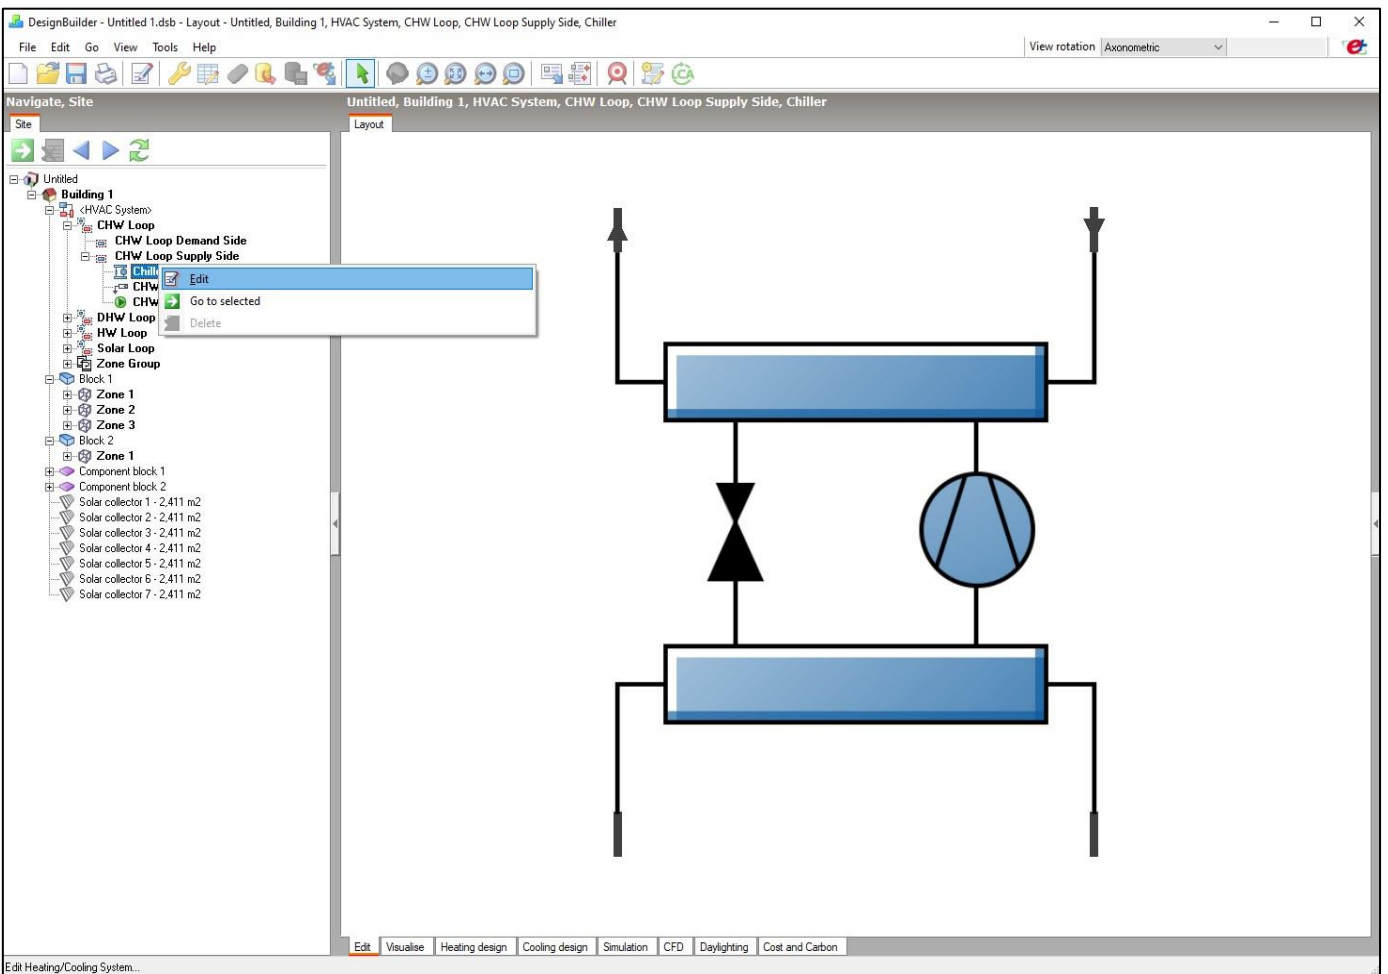 DesignBuilder - Untitled 1.dsb - Layout - Untitled, Building 1, HVAC System, CHW Loop, CHW Loop Supply Side, Chiller
File Edit Go View Tools Help
View rotation Axonometric
Navigate, Site
Untitled, Building 1, HVAC System, CHW Loop, CHW Loop Supply Side, Chiller
Site
Layout
Untitled
Building 1
<HVAC System>
CHW Loop
CHW Loop Demand Side
CHW Loop Supply Side
Chille
Edit
CHW
Go to selected
CHW
DHW Loop
Delete
HW Loop
Solar Loop
Zone Group
Block 1
Zone 1
Zone 2
Zone 3
Block 2
Zone 1
Component block 1
Component block 2
Solar collector 1 - 2,411 m2
Solar collector 2 - 2,411 m2
Solar collector 3 - 2,411 m2
Solar collector 4 - 2,411 m2
Solar collector 5 - 2,411 m2
Solar collector 6 - 2,411 m2
Solar collector 7 - 2,411 m2
Edit Visualise Heating design Cooling design Simulation CFD Daylighting Cost and Carbon
Edit Heating/Cooling System...